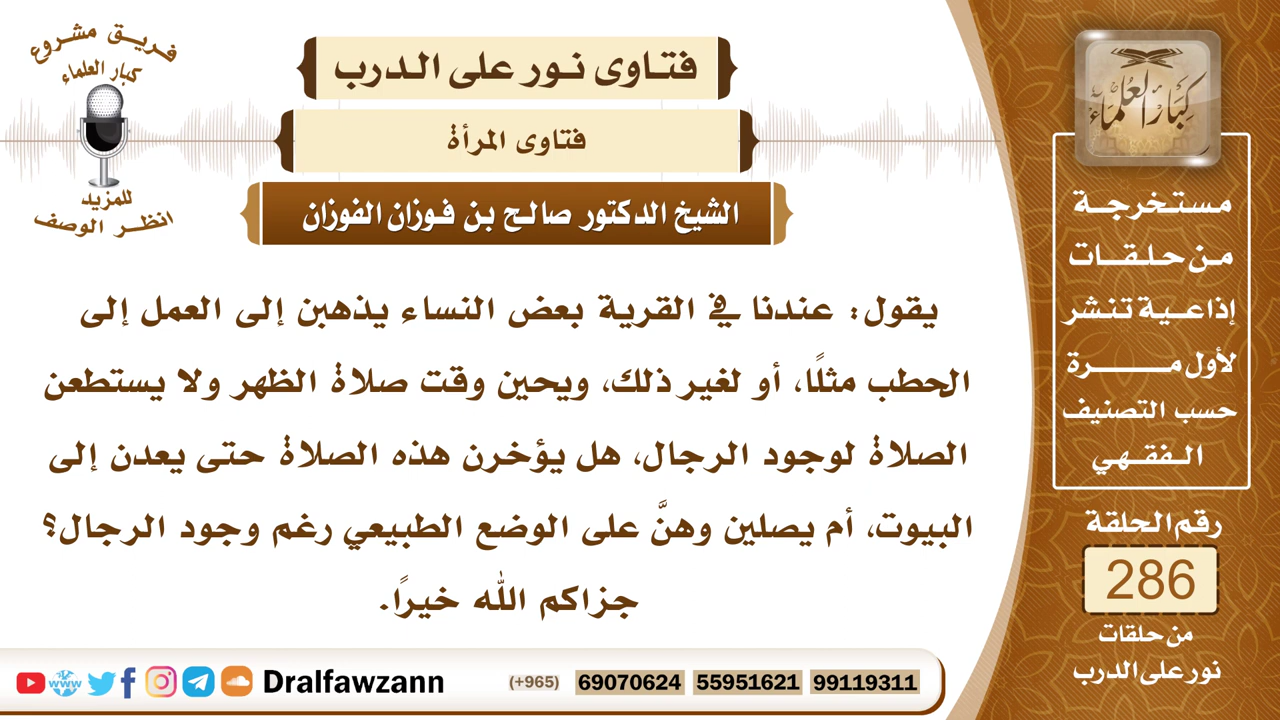 فريق مشروع
كبار العلماء
للمزيد
انظر الوصف
فتاوى نور على الدرب
فتاوى المرأة
الشيخ الدكتور صالح بن فوزان الفوزان
يقول: عندنا في القرية بعض النساء يذهبن إلى العمل إلى
الحطب مثلًا، أو لغير ذلك، ويحين وقت صلاة الظهر ولا يستطعن
الصلاة لوجود الرجال، هل يؤخرن هذه الصلاة حتى يعدن إلى
البيوت، أم يصلين وهنَّ على الوضع الطبيعي رغم وجود الرجال؟
جزاكم الله خيرًا.
كبار العلماء
مستخرجة
من حلقات
إذاعية تنشر
لأول مرة
حسب التصنيف
الفقهي
رقم الحلقة
286
من حلقات
نور على الدرب
www
Dralfawzann
(+965) 69070624 55951621 99119311